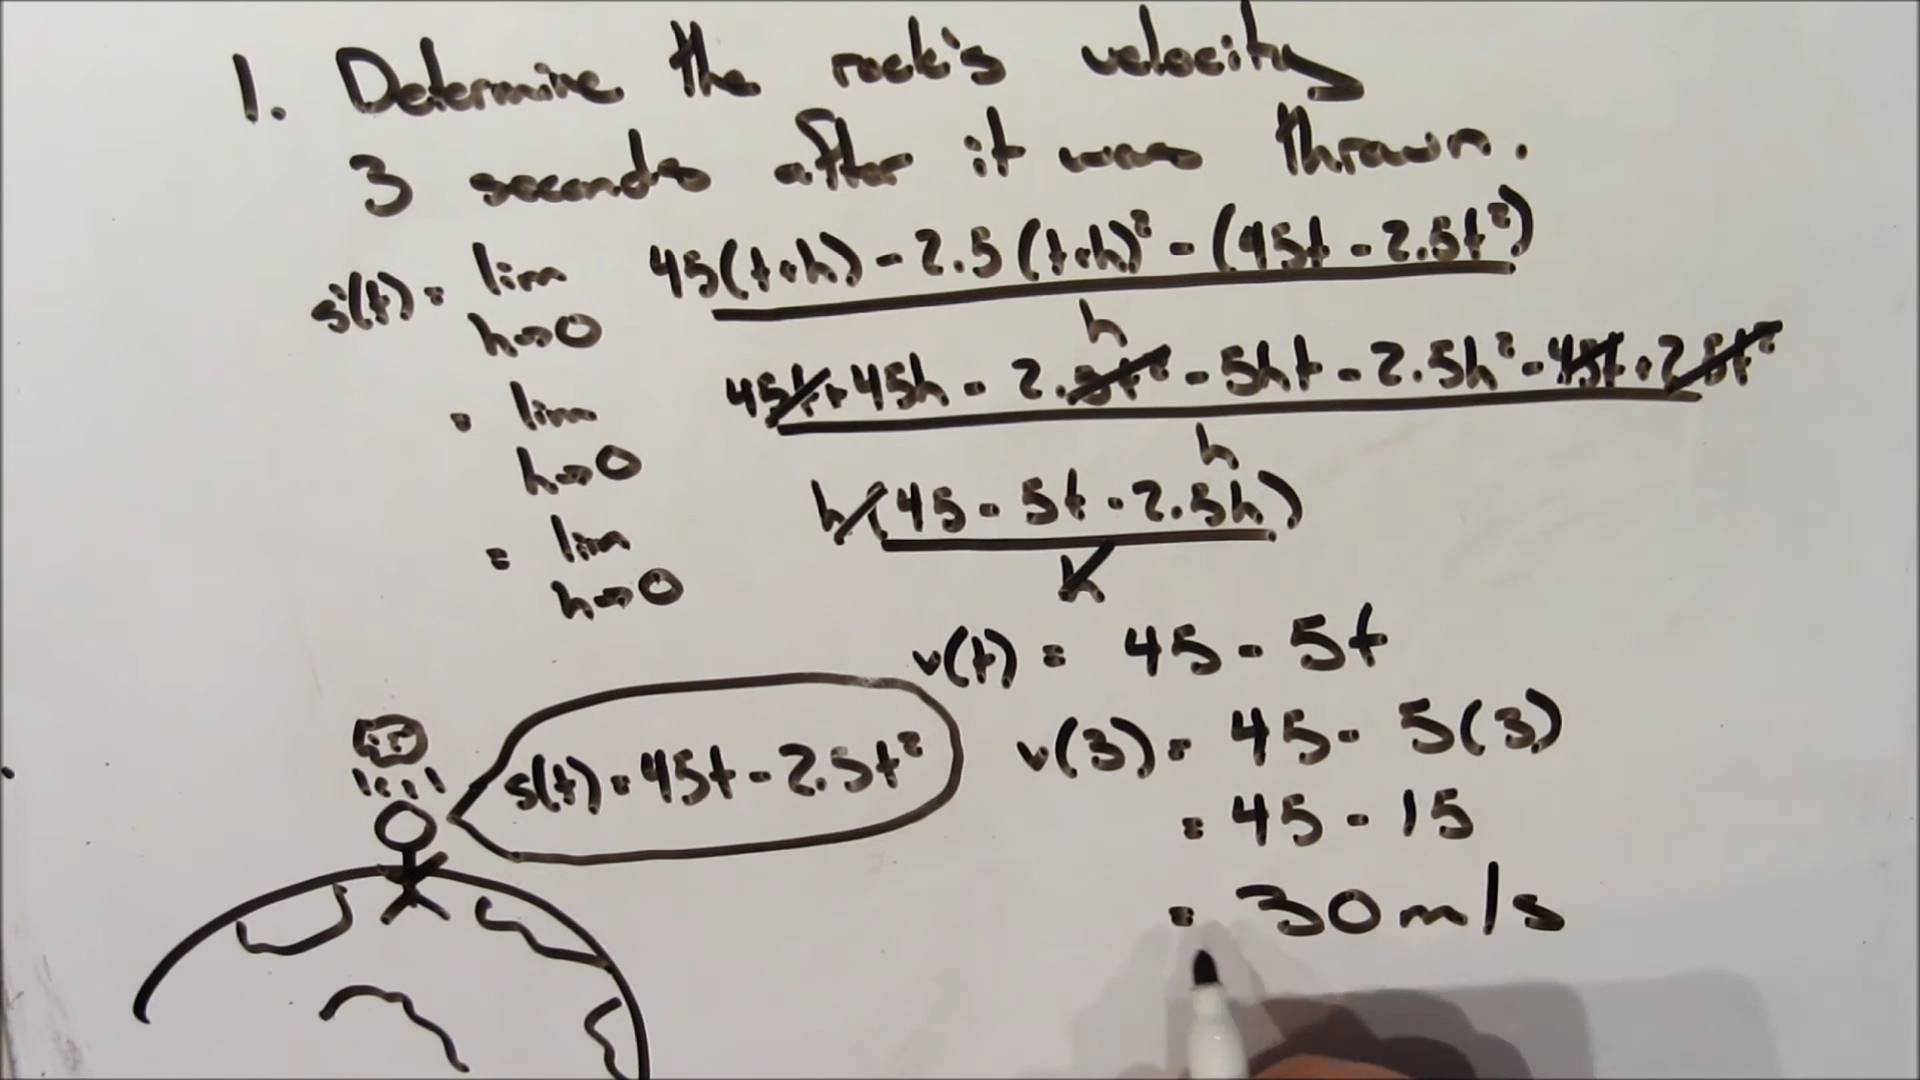 1. Determine the rock's velocity
3 seconds after it was thrown.
s'(t) = lim h→0 45(t+h) - 2.5(t+h)² - (45t - 2.5t²) / h
= lim h→0 45t + 45h - 2.5t² - 5ht - 2.5h² - 45t + 2.5t² / h
= lim h→0 h(45 - 5t - 2.5h) / h
v(t) = 45 - 5t
v(3) = 45 - 5(3)
= 45 - 15
= 30 m/s
s(t) = 45t - 2.5t²